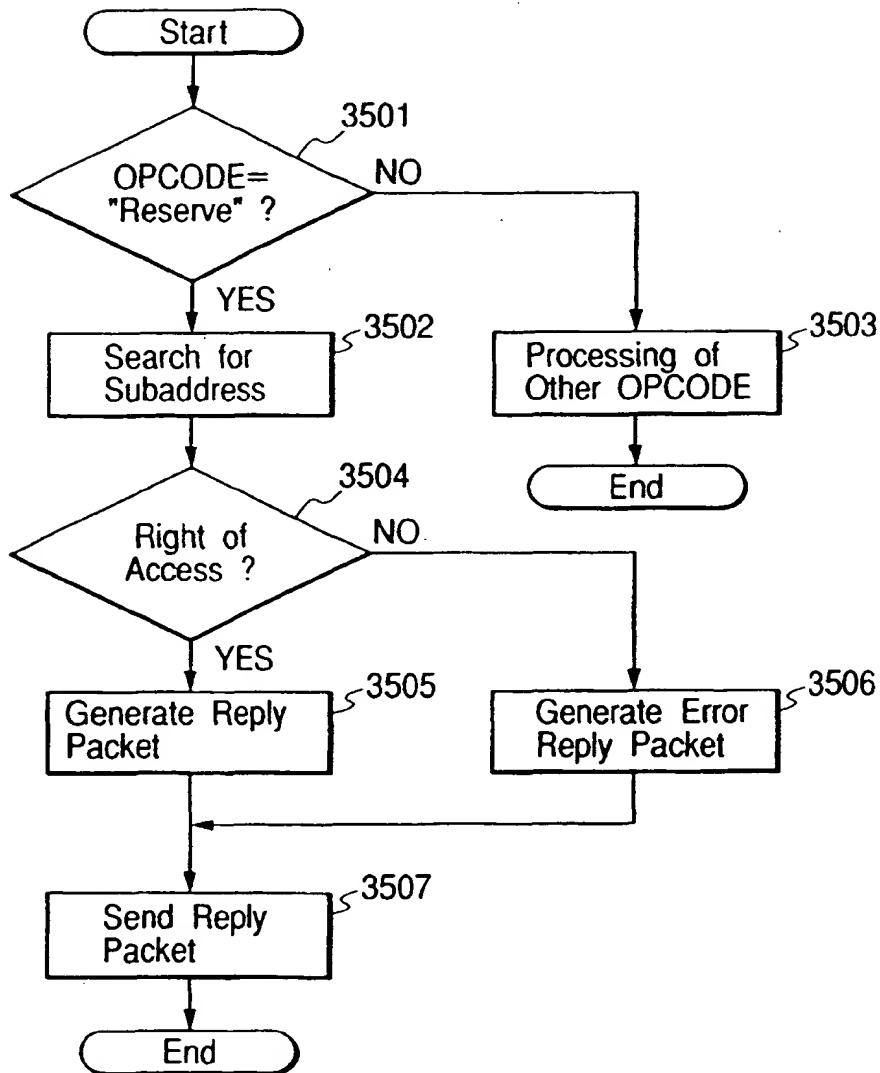 Start
3501
OPCODE=
"Reserve" ?
NO
YES
3502
Search for
Subaddress
3503
Processing of
Other OPCODE
End
3504
Right of
Access ?
NO
YES
3505
Generate Reply
Packet
3506
Generate Error
Reply Packet
3507
Send Reply
Packet
End